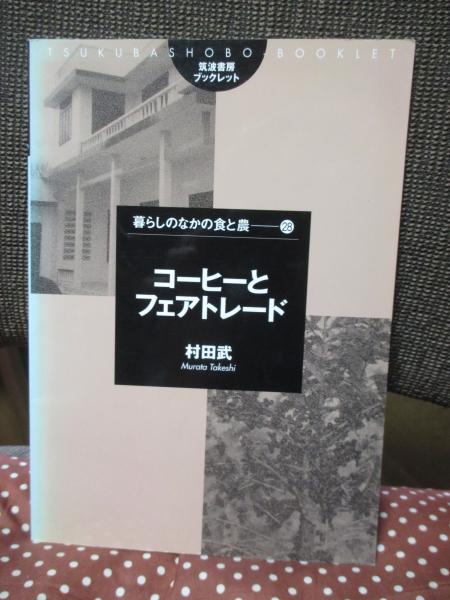 TSUKUBASHOBO-BOOKLET
筑波書房
ブックレット
暮らしのなかの食と農――㉘
コーヒーと
フェアトレード
村田武
Murata Takeshi